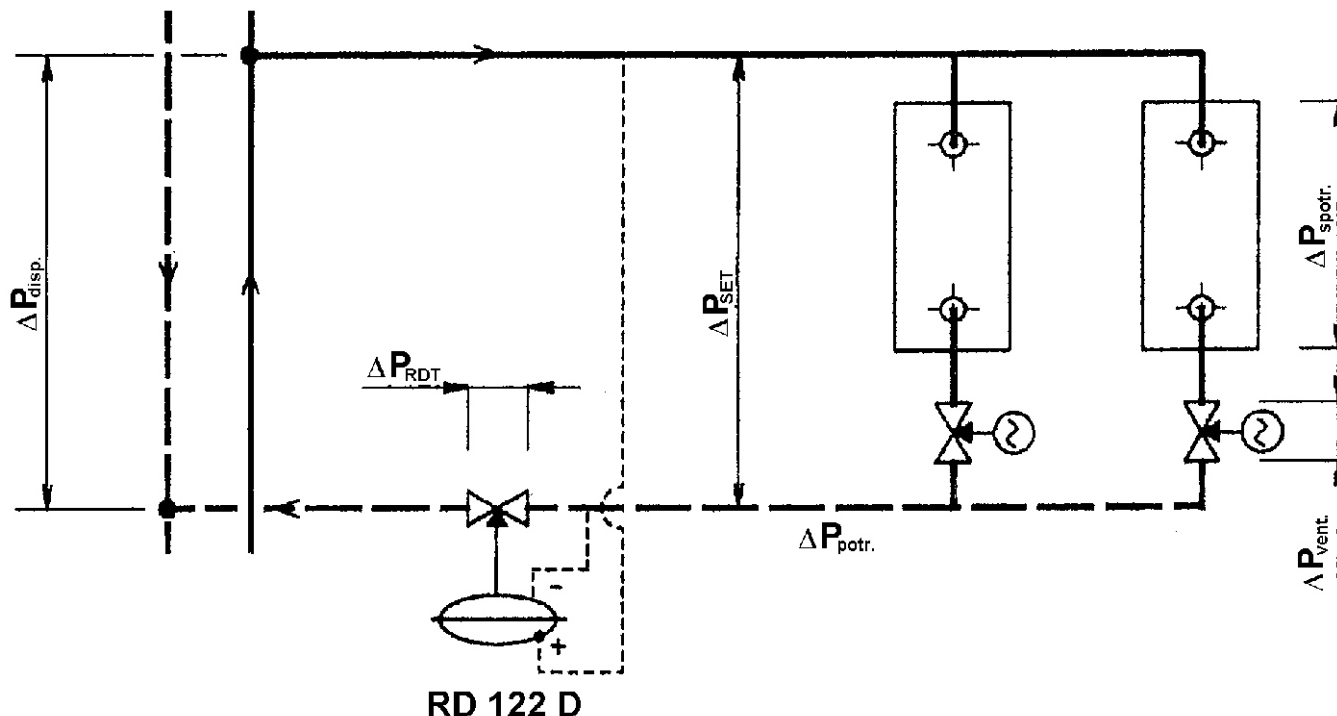 ΔP disp.
ΔP RDT
ΔP SET
ΔP spotr.
ΔP potr.
ΔP vent.
-
+
RD 122 D